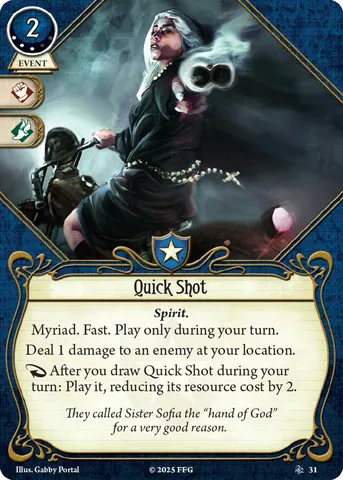 2
EVENT
Quick Shot
Spirit.
Myriad. Fast. Play only during your turn.
Deal 1 damage to an enemy at your location.
After you draw Quick Shot during your
turn: Play it, reducing its resource cost by 2.
They called Sister Sofia the “hand of God”
for a very good reason.
Illus. Gabby Portal
© 2025 FFG
31